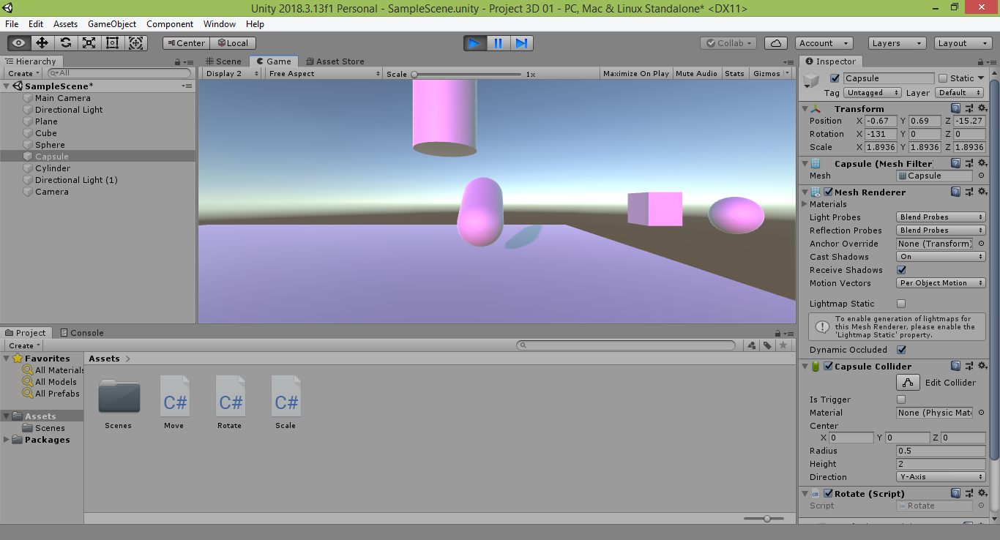 Unity 2018.3.13f1 Personal - SampleScene.unity - Project 3D 01 - PC, Mac & Linux Standalone* <DX11>
File Edit Assets GameObject Component Window Help
Center Local Collab Account Layers Layout
Hierarchy
Create All
SampleScene*
Main Camera
Directional Light
Plane
Cube
Sphere
Capsule
Cylinder
Directional Light (1)
Camera
Scene Game Asset Store
Display 2 Free Aspect Scale 1x Maximize On Play Mute Audio Stats Gizmos
Inspector
Capsule Static
Tag Untagged Layer Default
Transform
Position X -0.67 Y 0.69 Z -15.27
Rotation X -131 Y 0 Z 0
Scale X 1.8936 Y 1.8936 Z 1.8936
Capsule (Mesh Filter)
Mesh Capsule
Mesh Renderer
Materials
Light Probes Blend Probes
Reflection Probes Blend Probes
Anchor Override None (Transform)
Cast Shadows On
Receive Shadows
Motion Vectors Per Object Motion
Lightmap Static
To enable generation of lightmaps for
this Mesh Renderer, please enable the
'Lightmap Static' property.
Dynamic Occluded
Capsule Collider
Edit Collider
Is Trigger
Material None (Physic Mat
Center
X 0 Y 0 Z 0
Radius 0.5
Height 2
Direction Y-Axis
Rotate (Script)
Script Rotate
Project Console
Create
Favorites
All Materials
All Models
All Prefabs
Assets
Scenes
Packages
Assets
C# C# C#
Scenes Move Rotate Scale